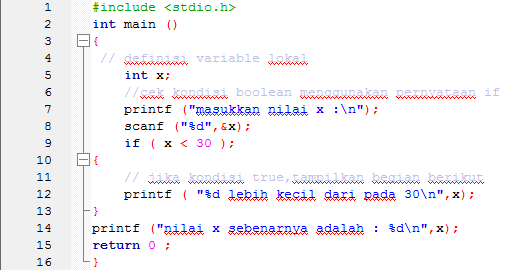 1 #include <stdio.h>
2 int main ()
3 {
4 // definisi variable lokal
5 int x;
6 //cek kondisi boolean menggunakan pernyataan if
7 printf ("masukkan nilai x :\n");
8 scanf ("%d",&x);
9 if ( x < 30 );
10 {
11 // jika kondisi true,tampilkan begian berikut
12 printf ( "%d lebih kecil dari pada 30\n",x);
13 }
14 printf ("nilai x sebenarnya adalah : %d\n",x);
15 return 0 ;
16 }